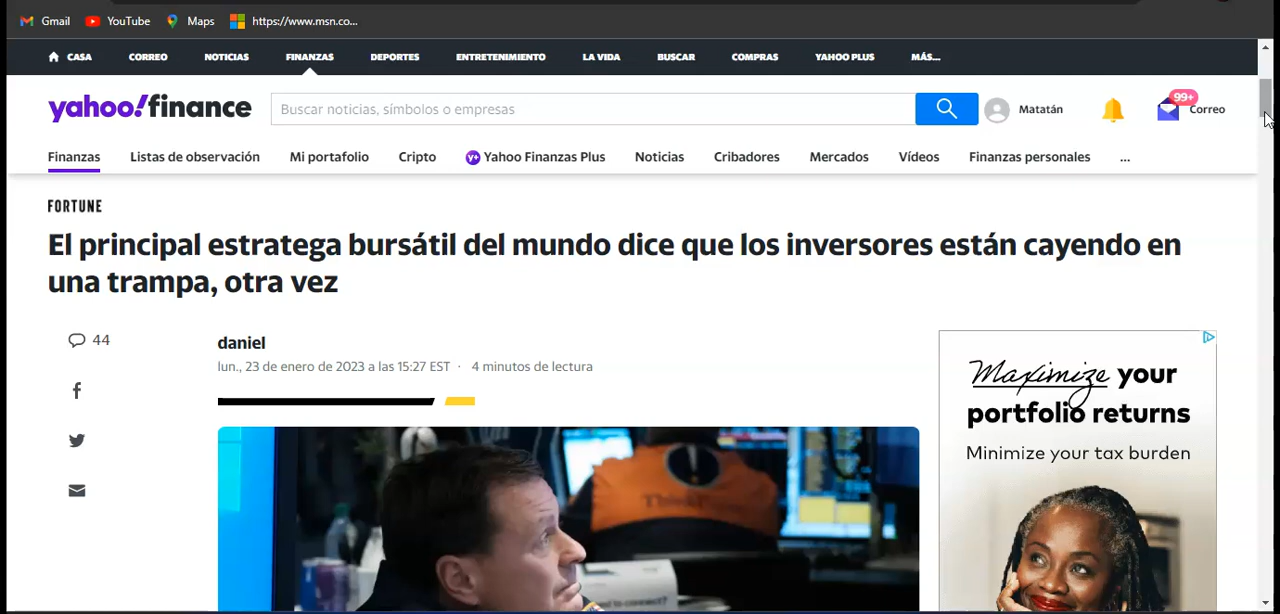 Gmail YouTube Maps https://www.msn.co...
CASA CORREO NOTICIAS FINANZAS DEPORTES ENTRETENIMIENTO LA VIDA BUSCAR COMPRAS YAHOO PLUS MÁS...
yahoo!finance Buscar noticias, símbolos o empresas Matatán 99+ Correo
Finanzas Listas de observación Mi portafolio Cripto y+ Yahoo Finanzas Plus Noticias Cribadores Mercados Vídeos Finanzas personales ...
FORTUNE
El principal estratega bursátil del mundo dice que los inversores están cayendo en
una trampa, otra vez
44
daniel
lun., 23 de enero de 2023 a las 15:27 EST · 4 minutos de lectura
Maximize your
portfolio returns
Minimize your tax burden